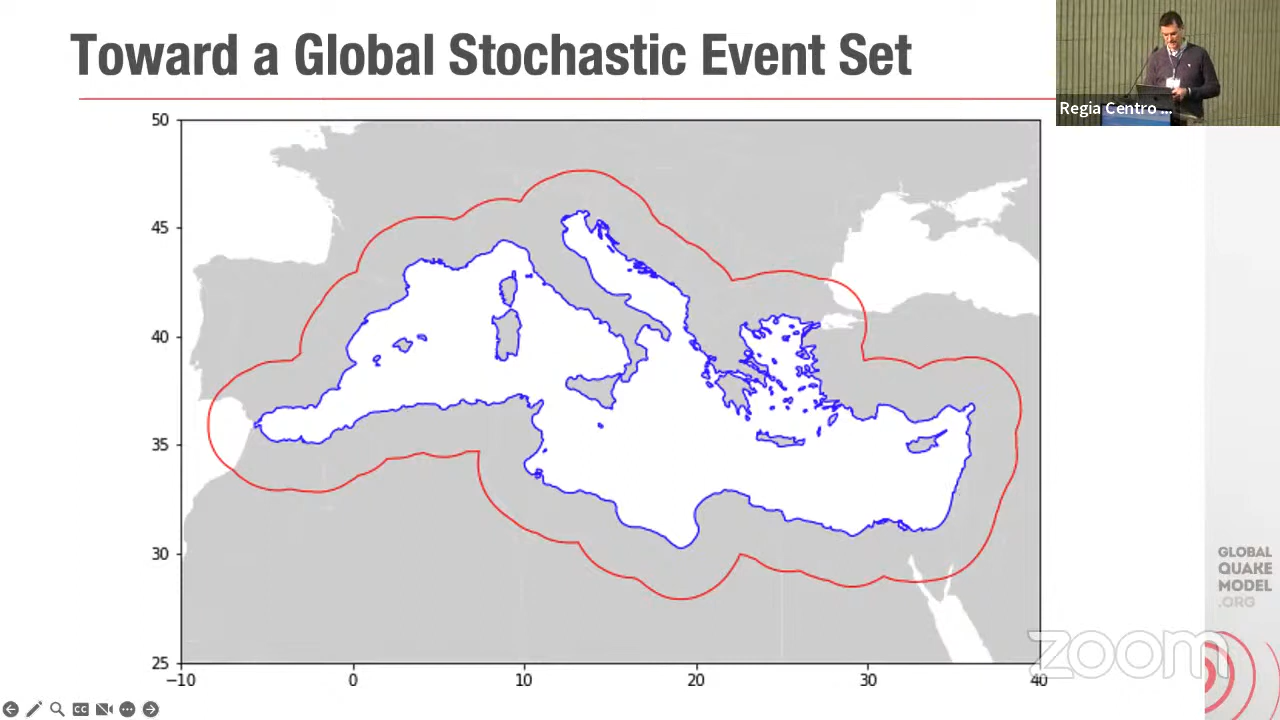 Toward a Global Stochastic Event Set
Regia Centro ...
50
45
40
35
30
25
−10
0
10
20
30
40
GLOBAL
QUAKE
MODEL
.ORG
zoom
CC